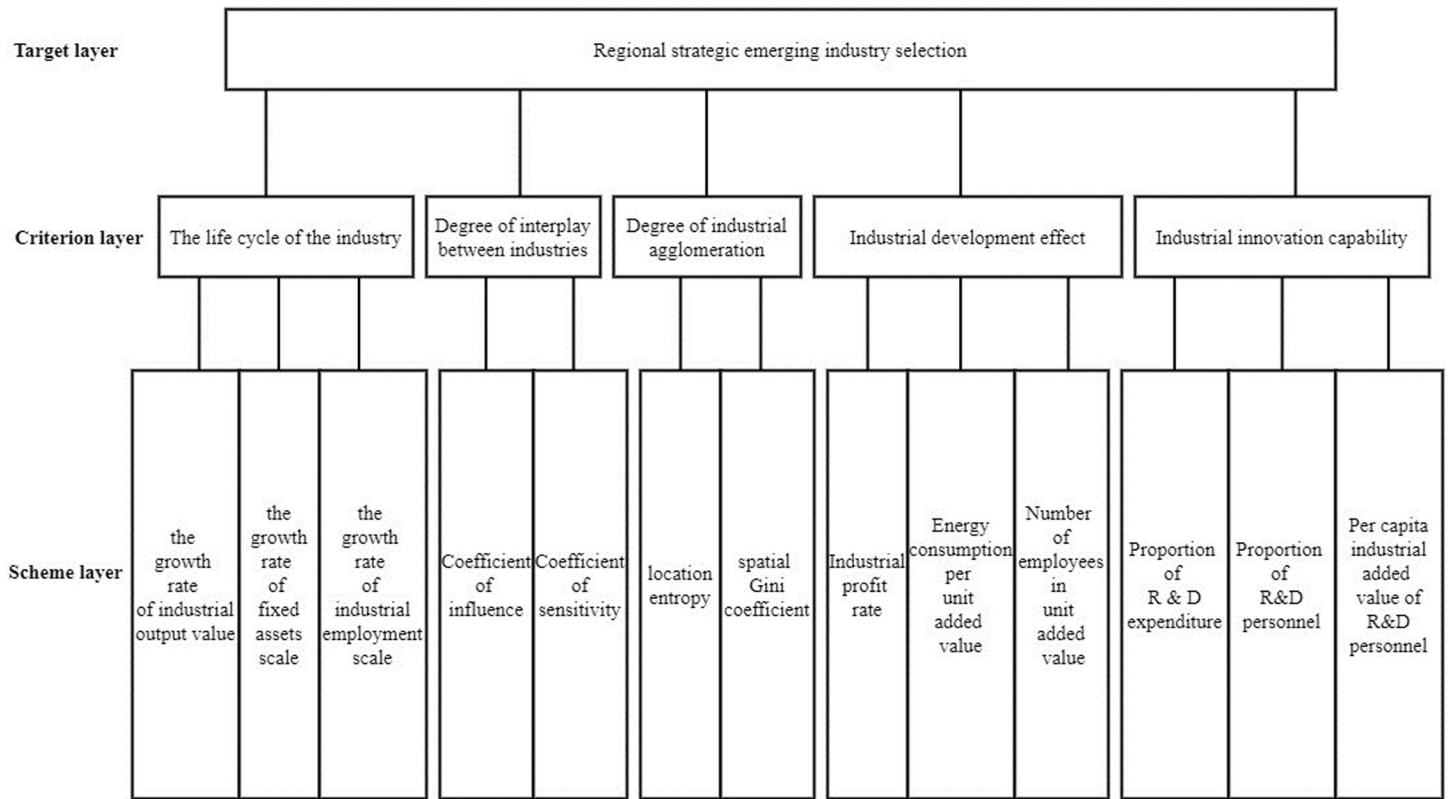 Target layer
Regional strategic emerging industry selection
Criterion layer
The life cycle of the industry
Degree of interplay
between industries
Degree of industrial
agglomeration
Industrial development effect
Industrial innovation capability
Scheme layer
the
growth
rate
of industrial
output value
the
growth
rate
of
fixed
assets
scale
the
growth
rate
of
industrial
employment
scale
Coefficient
of
influence
Coefficient
of
sensitivity
location
entropy
spatial
Gini
coefficient
Industrial
profit
rate
Energy
consumption
per
unit
added
value
Number
of
employees
in
unit
added
value
Proportion
of
R & D
expenditure
Proportion
of
R&D
personnel
Per capita
industrial
added
value of
R&D
personnel